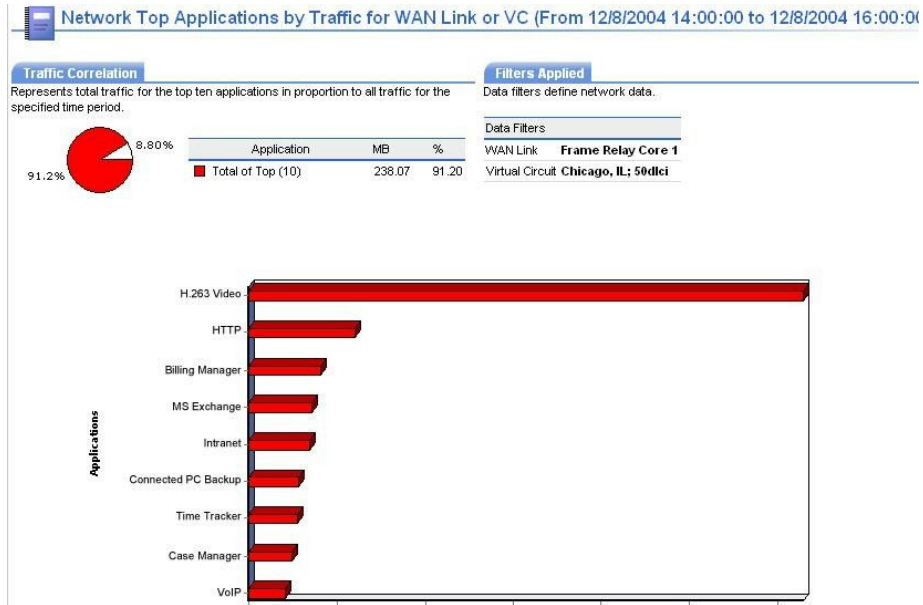 Network Top Applications by Traffic for WAN Link or VC (From 12/8/2004 14:00:00 to 12/8/2004 16:00:00
Traffic Correlation
Represents total traffic for the top ten applications in proportion to all traffic for the
specified time period.
8.80%
91.2%
Application MB %
Total of Top (10) 238.07 91.20
Filters Applied
Data filters define network data.
Data Filters
WAN Link Frame Relay Core 1
Virtual Circuit Chicago, IL; 50dlci
Applications
H.263 Video
HTTP
Billing Manager
MS Exchange
Intranet
Connected PC Backup
Time Tracker
Case Manager
VoIP